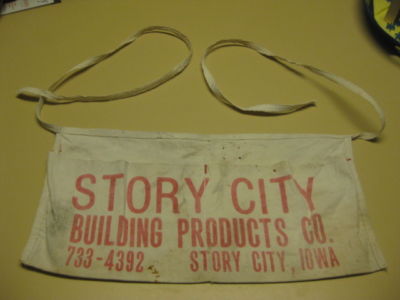 STORY CITY
BUILDING PRODUCTS CO.
733-4392 STORY CITY, IOWA